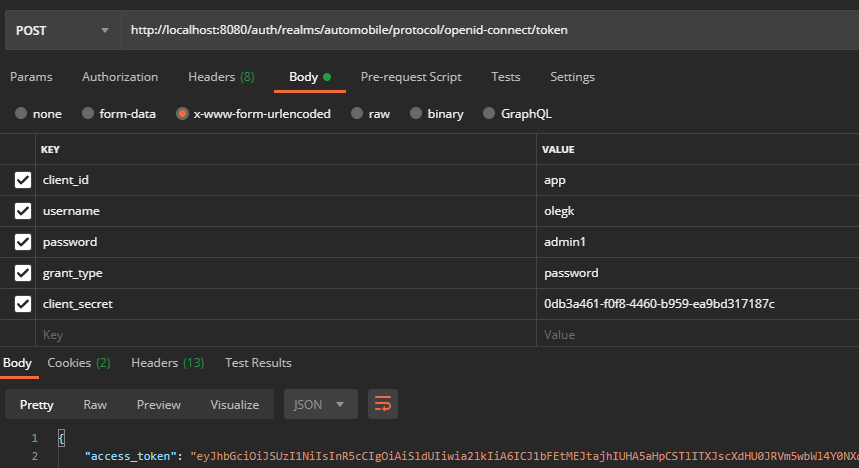 POST http://localhost:8080/auth/realms/automobile/protocol/openid-connect/token
Params Authorization Headers (8) Body Pre-request Script Tests Settings
none form-data x-www-form-urlencoded raw binary GraphQL
KEY VALUE
client_id app
username olegk
password admin1
grant_type password
client_secret 0db3a461-f0f8-4460-b959-ea9bd317187c
Key Value
Body Cookies (2) Headers (13) Test Results
Pretty Raw Preview Visualize JSON
1 {
2 "access_token":